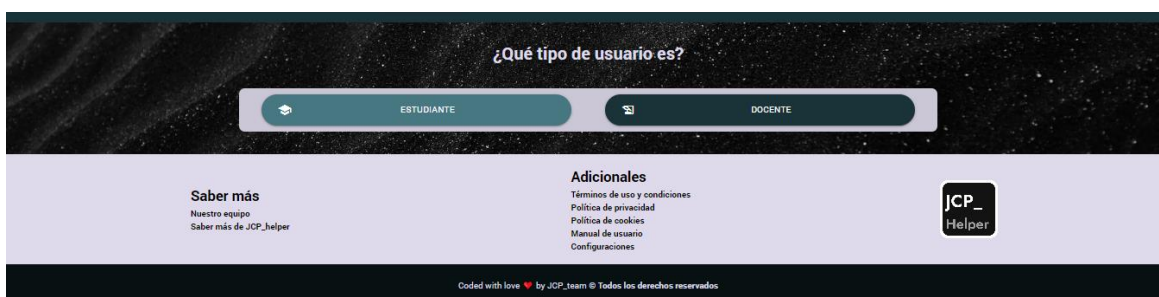 ¿Qué tipo de usuario es?
ESTUDIANTE
DOCENTE
Saber más
Nuestro equipo
Saber más de JCP_helper
Adicionales
Términos de uso y condiciones
Política de privacidad
Política de cookies
Manual de usuario
Configuraciones
JCP_
Helper
Coded with love ❤ by JCP_team © Todos los derechos reservados